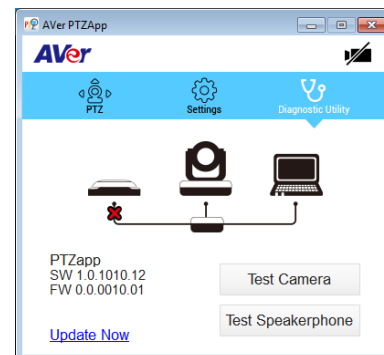 AVer PTZApp
AVer
PTZ
Settings
Diagnostic Utility
PTZapp
SW 1.0.1010.12
FW 0.0.0010.01
Test Camera
Test Speakerphone
Update Now